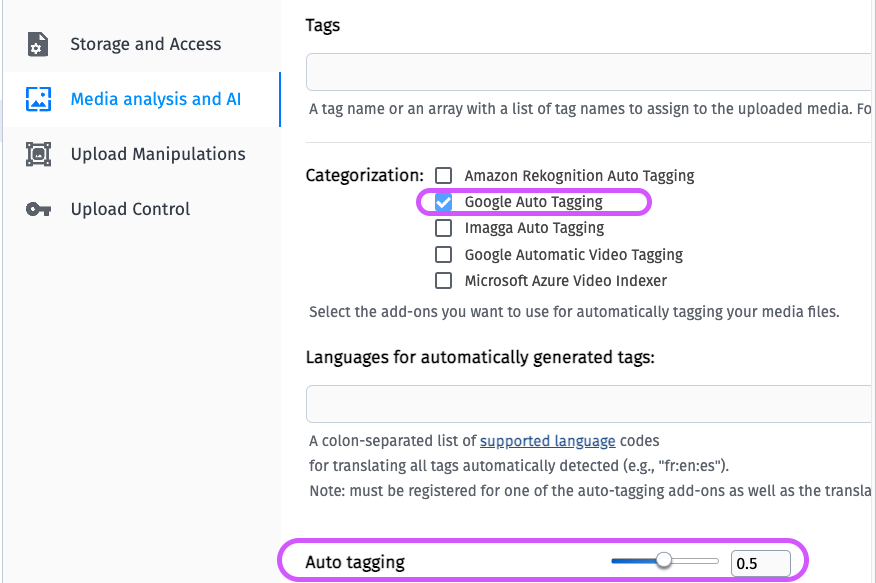 Storage and Access
Media analysis and AI
Upload Manipulations
Upload Control
Tags
A tag name or an array with a list of tag names to assign to the uploaded media. Fo
Categorization:
Amazon Rekognition Auto Tagging
Google Auto Tagging
Imagga Auto Tagging
Google Automatic Video Tagging
Microsoft Azure Video Indexer
Select the add-ons you want to use for automatically tagging your media files.
Languages for automatically generated tags:
A colon-separated list of supported language codes
for translating all tags automatically detected (e.g., "fr:en:es").
Note: must be registered for one of the auto-tagging add-ons as well as the transla
Auto tagging
0.5